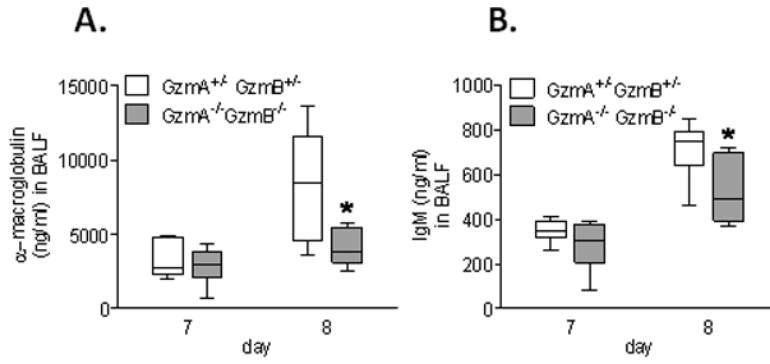 A.
B.
GzmA+/- GzmB+/-
GzmA-/-GzmB-/-
α-macroglobulin
(ng/ml) in BALF
15000
10000
5000
0
*
7
8
day
GzmA+/-GzmB+/-
GzmA-/- GzmB-/-
IgM (ng/ml)
in BALF
1000
800
600
400
200
0
*
7
8
day